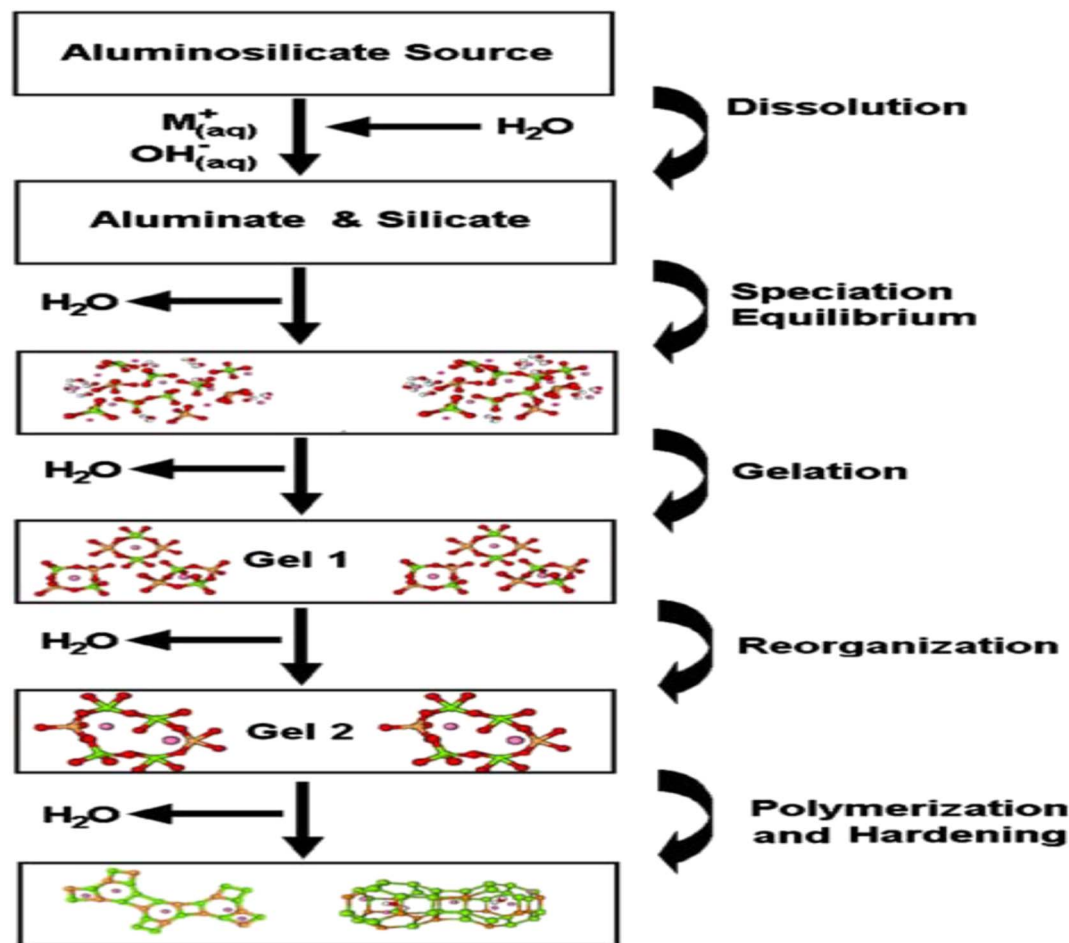 Aluminosilicate Source
Dissolution
M⁺(aq)
H₂O
OH⁻(aq)
Aluminate & Silicate
H₂O
Speciation
Equilibrium
H₂O
Gelation
Gel 1
H₂O
Reorganization
Gel 2
H₂O
Polymerization
and Hardening